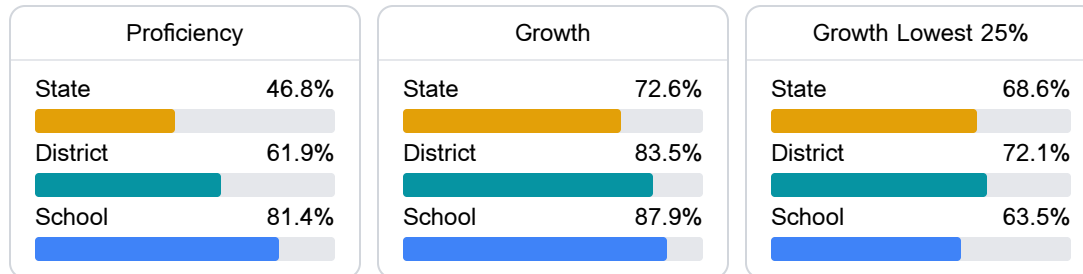 Proficiency
State 46.8%
District 61.9%
School 81.4%
Growth
State 72.6%
District 83.5%
School 87.9%
Growth Lowest 25%
State 68.6%
District 72.1%
School 63.5%